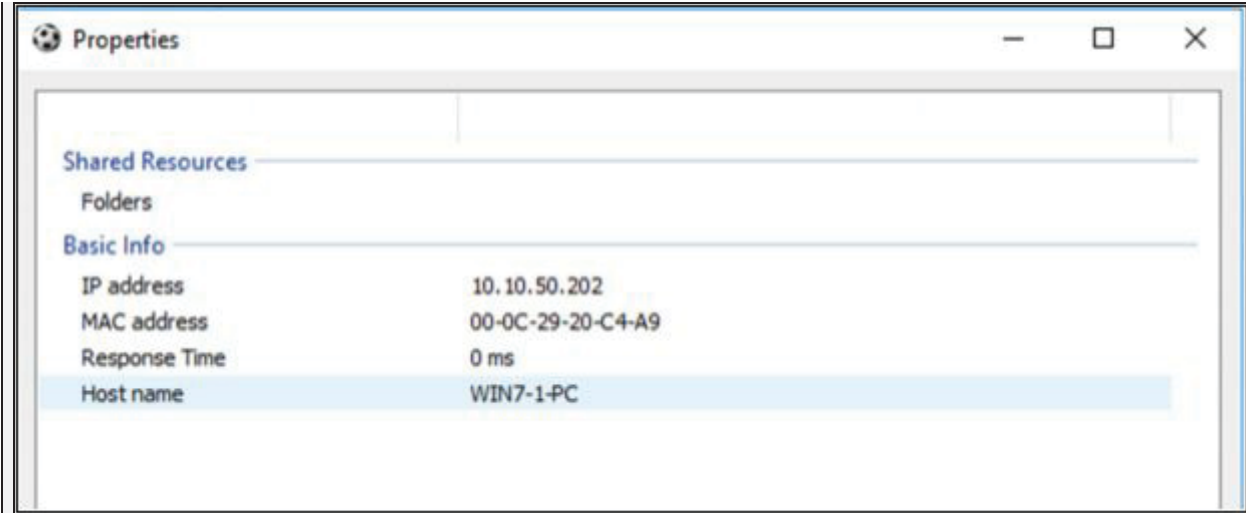 Properties
Shared Resources
Folders
Basic Info
IP address 10.10.50.202
MAC address 00-0C-29-20-C4-A9
Response Time 0 ms
Host name WIN7-1-PC